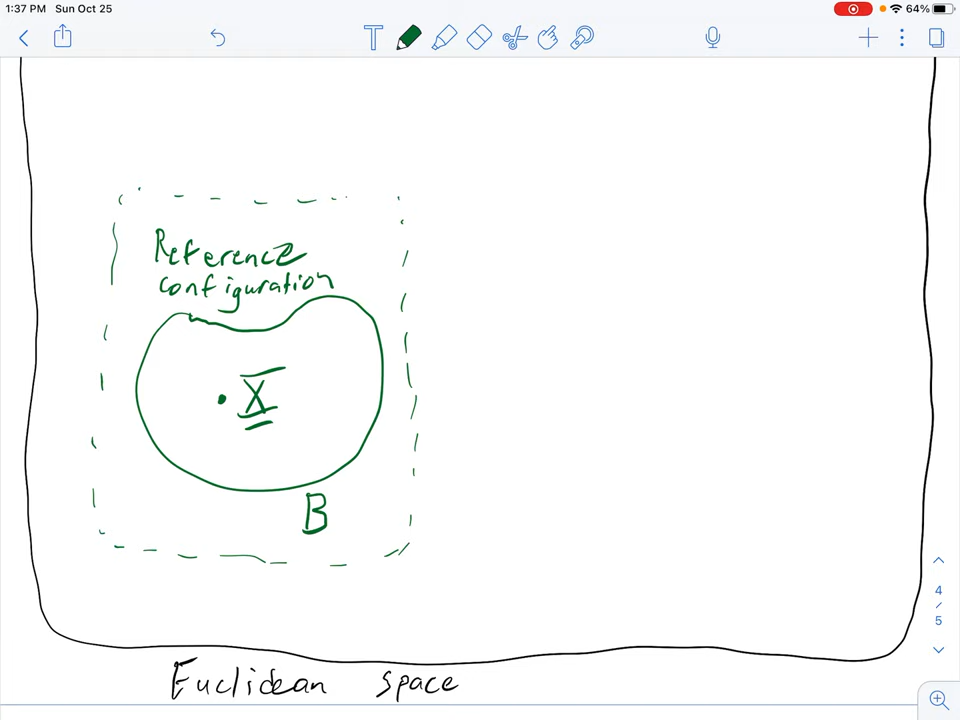 1:37 PM Sun Oct 25
64%
T
Reference
configuration
X
B
4
/
5
Euclidean space